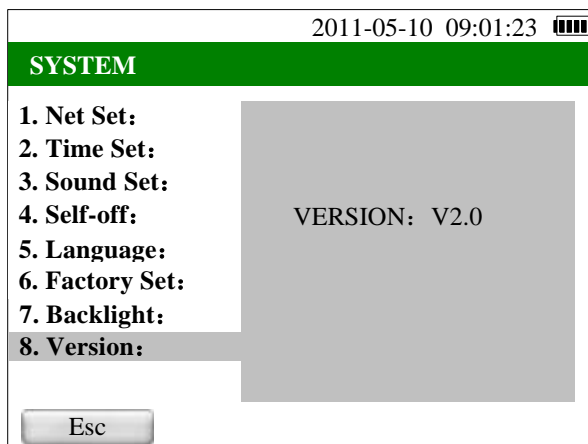 2011-05-10 09:01:23
SYSTEM
1. Net Set：
2. Time Set：
3. Sound Set：
4. Self-off：
5. Language：
6. Factory Set：
7. Backlight：
8. Version：
VERSION： V2.0
Esc